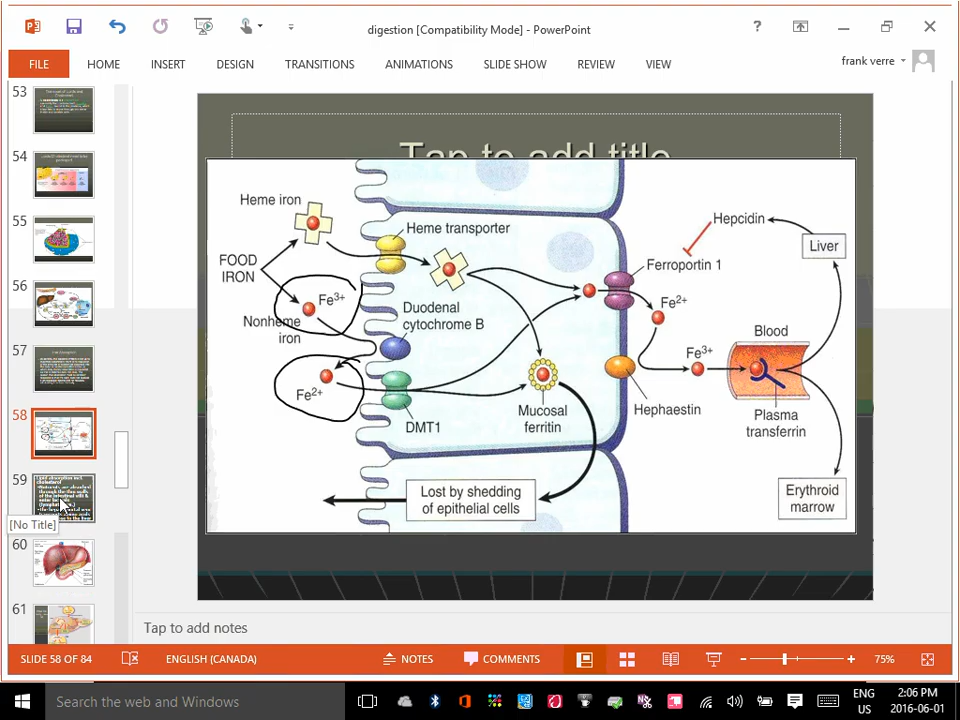 digestion [Compatibility Mode] - PowerPoint
?
FILE HOME INSERT DESIGN TRANSITIONS ANIMATIONS SLIDE SHOW REVIEW VIEW
frank verre
53
54
55
56
57
58
59
[No Title]
60
61
Tap to add title
Heme iron
Heme transporter
FOOD
IRON
Fe3+
Nonheme
iron
Duodenal
cytochrome B
Fe2+
DMT1
Mucosal
ferritin
Lost by shedding
of epithelial cells
Hepcidin
Liver
Ferroportin 1
Fe2+
Fe3+
Blood
Hephaestin
Plasma
transferrin
Erythroid
marrow
Tap to add notes
SLIDE 58 OF 84 ENGLISH (CANADA) NOTES COMMENTS 75%
Search the web and Windows
ENG
US
2:06 PM
2016-06-01